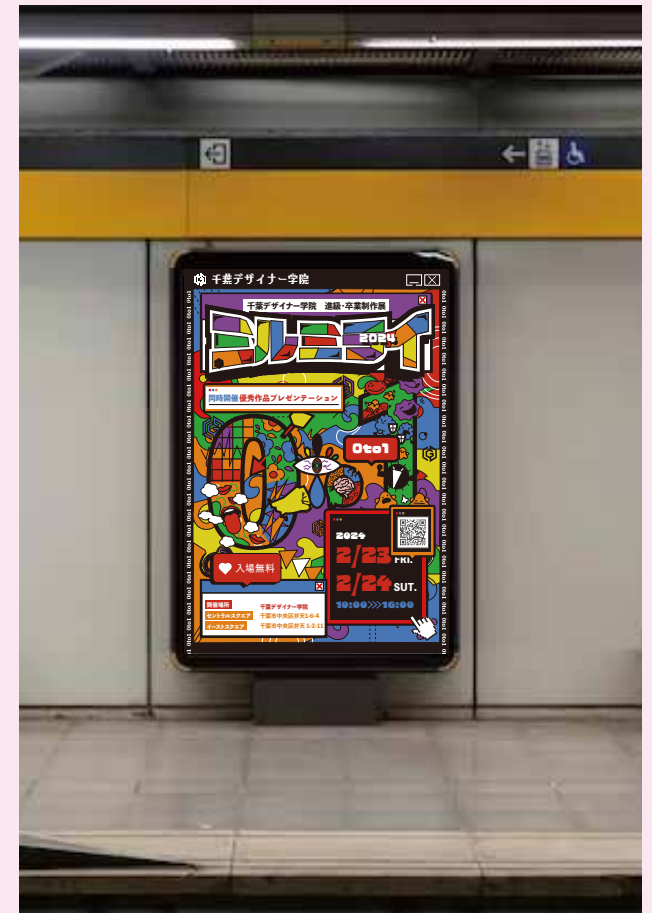 千葉デザイナー学院
千葉デザイナー学院 進級・卒業制作展
ミルミライ
2024
同時開催優秀作品プレゼンテーション
0to1
2024
2/23 FRI.
2/24 SUT.
10:00>>>16:00
入場無料
開催場所 千葉デザイナー学院
セントラルスクエア 千葉市中央区弁天1-6-4
イーストスクエア 千葉市中央区弁天 1-2-11